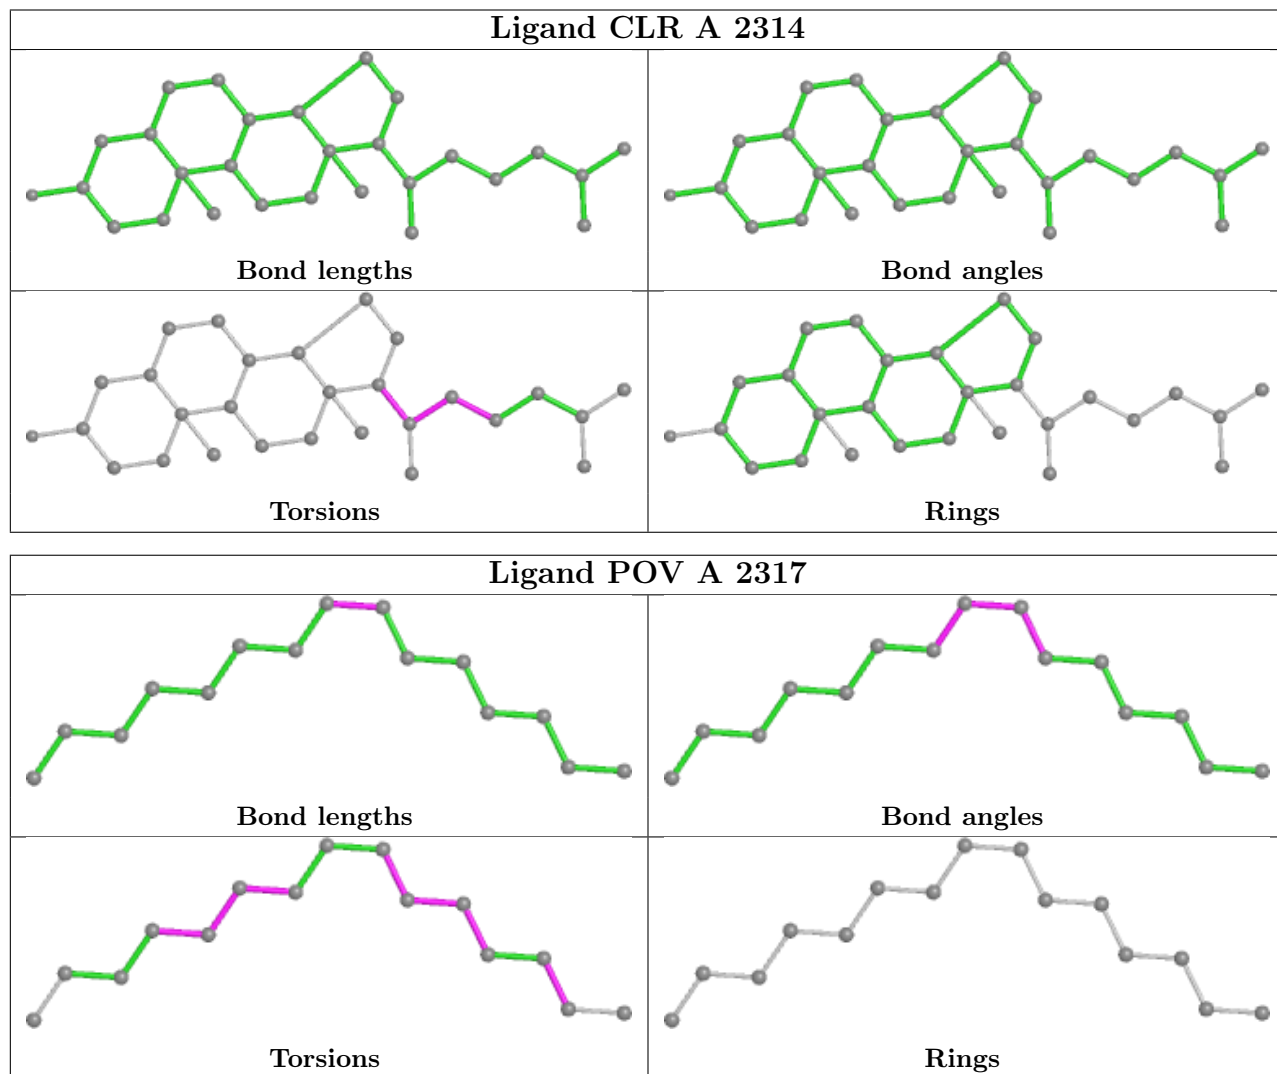 Ligand CLR A 2314
Bond lengths
Bond angles
Torsions
Rings
Ligand POV A 2317
Bond lengths
Bond angles
Torsions
Rings